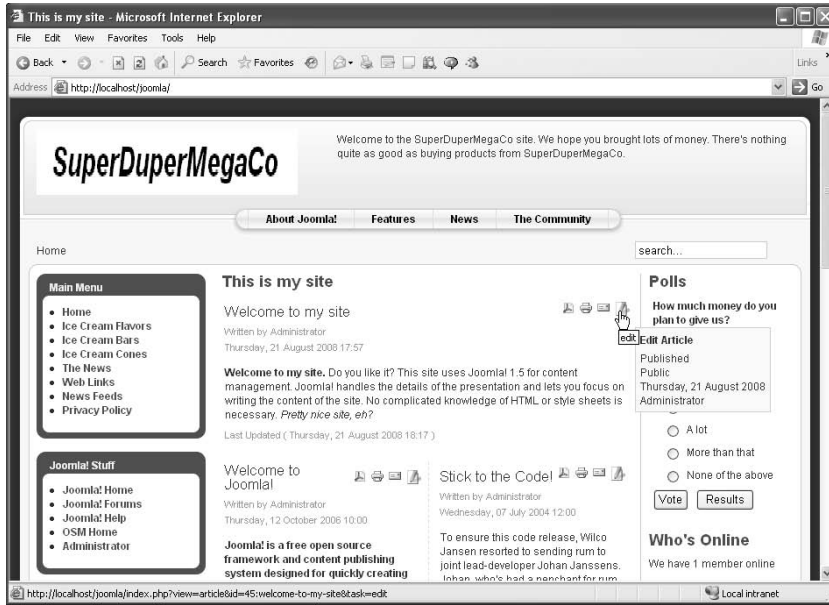 This is my site - Microsoft Internet Explorer
File Edit View Favorites Tools Help
Back Search Favorites Links
Address http://localhost/joomla/ Go
SuperDuperMegaCo
Welcome to the SuperDuperMegaCo site. We hope you brought lots of money. There's nothing
quite as good as buying products from SuperDuperMegaCo.
About Joomla! Features News The Community
Home
search...
Main Menu
Home
Ice Cream Flavors
Ice Cream Bars
Ice Cream Cones
The News
Web Links
News Feeds
Privacy Policy
Joomla! Stuff
Joomla! Home
Joomla! Forums
Joomla! Help
OSM Home
Administrator
This is my site
Welcome to my site
Written by Administrator
Thursday, 21 August 2008 17:57
Welcome to my site. Do you like it? This site uses Joomla! 1.5 for content
management. Joomla! handles the details of the presentation and lets you focus on
writing the content of the site. No complicated knowledge of HTML or style sheets is
necessary. Pretty nice site, eh?
Last Updated ( Thursday, 21 August 2008 18:17 )
Welcome to
Joomla!
Written by Administrator
Thursday, 12 October 2006 10:00
Joomla! is a free open source
framework and content publishing
system designed for quickly creating
Stick to the Code!
Written by Administrator
Wednesday, 07 July 2004 12:00
To ensure this code release, Wilco
Jansen resorted to sending rum to
joint lead-developer Johan Janssens.
Johan, who's had a penchant for rum
Polls
How much money do you
plan to give us?
edit
Edit Article
Published
Public
Thursday, 21 August 2008
Administrator
A lot
More than that
None of the above
Vote Results
Who's Online
We have 1 member online
http://localhost/joomla/index.php?view=article&id=45:welcome-to-my-site&task=edit
Local intranet